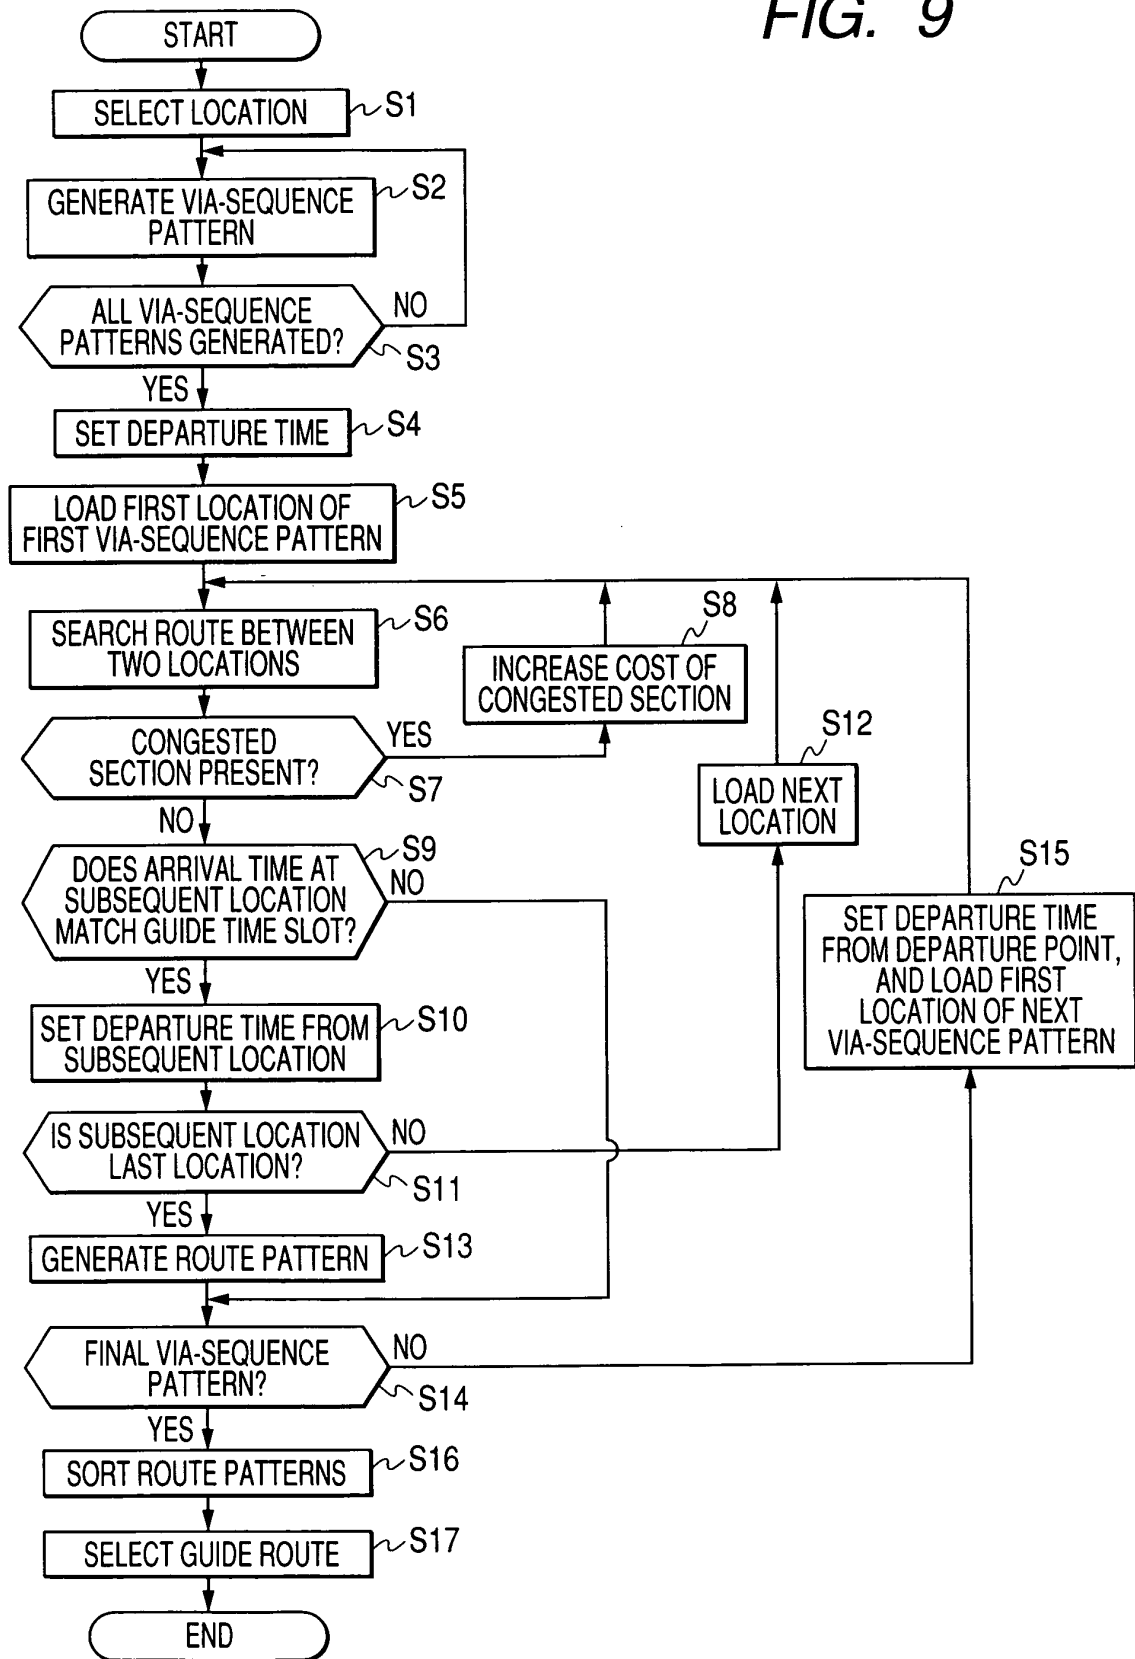 FIG. 9
START
SELECT LOCATION
S1
GENERATE VIA-SEQUENCE
PATTERN
S2
ALL VIA-SEQUENCE
PATTERNS GENERATED?
NO
S3
YES
SET DEPARTURE TIME
S4
LOAD FIRST LOCATION OF
FIRST VIA-SEQUENCE PATTERN
S5
SEARCH ROUTE BETWEEN
TWO LOCATIONS
S6
CONGESTED
SECTION PRESENT?
YES
S7
INCREASE COST OF
CONGESTED SECTION
S8
NO
DOES ARRIVAL TIME AT
SUBSEQUENT LOCATION
MATCH GUIDE TIME SLOT?
S9
NO
YES
SET DEPARTURE TIME FROM
SUBSEQUENT LOCATION
S10
IS SUBSEQUENT LOCATION
LAST LOCATION?
NO
S11
LOAD NEXT
LOCATION
S12
YES
GENERATE ROUTE PATTERN
S13
FINAL VIA-SEQUENCE
PATTERN?
NO
S14
SET DEPARTURE TIME
FROM DEPARTURE POINT,
AND LOAD FIRST
LOCATION OF NEXT
VIA-SEQUENCE PATTERN
S15
YES
SORT ROUTE PATTERNS
S16
SELECT GUIDE ROUTE
S17
END